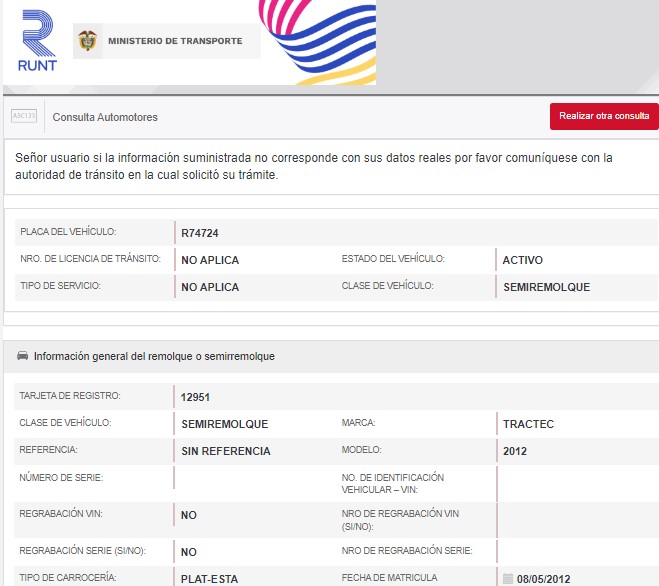 RUNT
MINISTERIO DE TRANSPORTE
ABC123
Consulta Automotores
Realizar otra consulta
Señor usuario si la información suministrada no corresponde con sus datos reales por favor comuníquese con la
autoridad de tránsito en la cual solicitó su trámite.
PLACA DEL VEHÍCULO: R74724
NRO. DE LICENCIA DE TRÁNSITO: NO APLICA ESTADO DEL VEHÍCULO: ACTIVO
TIPO DE SERVICIO: NO APLICA CLASE DE VEHÍCULO: SEMIREMOLQUE
Información general del remolque o semirremolque
TARJETA DE REGISTRO: 12951
CLASE DE VEHÍCULO: SEMIREMOLQUE MARCA: TRACTEC
REFERENCIA: SIN REFERENCIA MODELO: 2012
NÚMERO DE SERIE: NO. DE IDENTIFICACIÓN
VEHICULAR – VIN:
REGRABACIÓN VIN: NO NRO DE REGRABACIÓN VIN
(SI/NO):
REGRABACIÓN SERIE (SI/NO): NO NRO DE REGRABACIÓN SERIE:
TIPO DE CARROCERÍA: PLAT-ESTA FECHA DE MATRICULA 08/05/2012